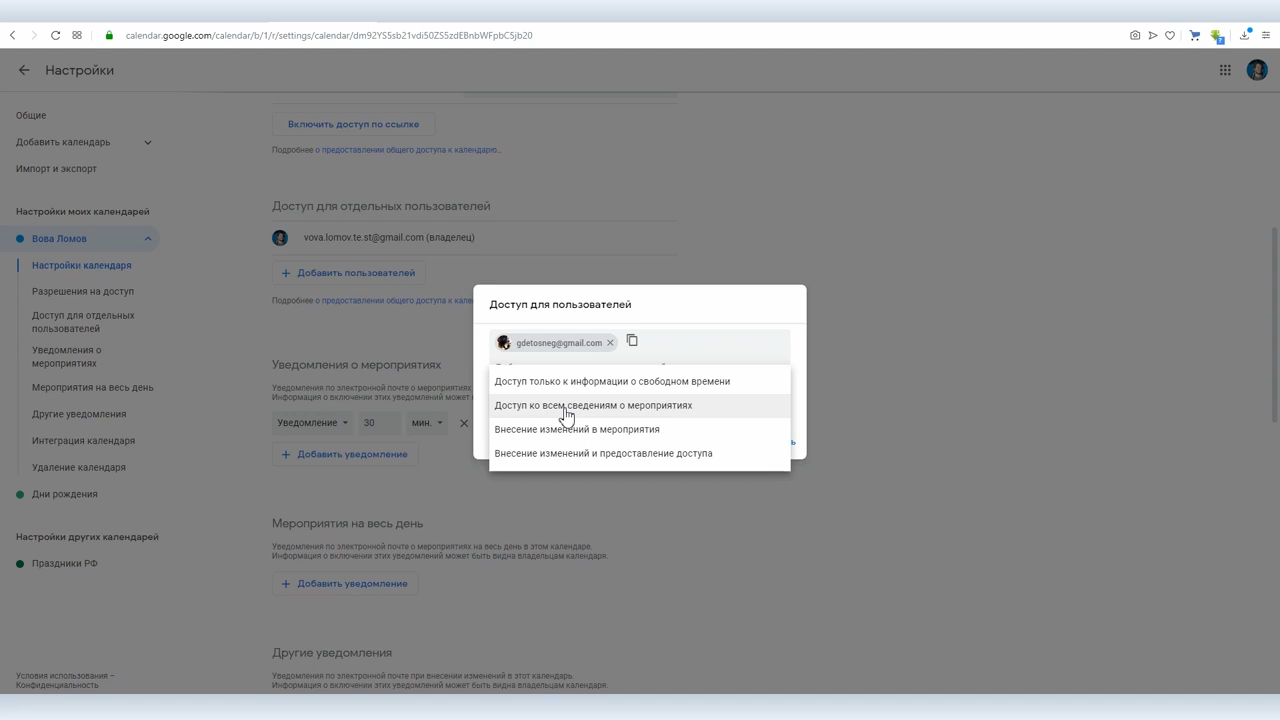 calendar.google.com/calendar/b/1/r/settings/calendar/dm92YS5sb21vdi50ZS5zdEBnbWFpbC5jb20
7
Настройки
Общие
Добавить календарь
Импорт и экспорт
Настройки моих календарей
Вова Ломов
Настройки календаря
Разрешения на доступ
Доступ для отдельных
пользователей
Уведомления о
мероприятиях
Мероприятия на весь день
Другие уведомления
Интеграция календаря
Удаление календаря
Дни рождения
Настройки других календарей
Праздники РФ
Условия использования –
Конфиденциальность
Включить доступ по ссылке
Подробнее о предоставлении общего доступа к календарю…
Доступ для отдельных пользователей
vova.lomov.te.st@gmail.com (владелец)
Добавить пользователей
Подробнее о предоставлении общего доступа к
Уведомления о мероприятиях
Уведомления по электронной почте о мероприятиях
Информация о включении этих уведомлений может
Уведомление 30 мин.
Добавить уведомление
Мероприятия на весь день
Уведомления по электронной почте о мероприятиях на весь день в этом календаре.
Информация о включении этих уведомлений может быть видна владельцам календаря.
Добавить уведомление
Другие уведомления
Уведомления по электронной почте при внесении изменений в этот календарь.
Информация о включении этих уведомлений может быть видна владельцам календаря.
Доступ для пользователей
gdetosneg@gmail.com
Доступ только к информации о свободном времени
Доступ ко всем сведениям о мероприятиях
Внесение изменений в мероприятия
Внесение изменений и предоставление доступа